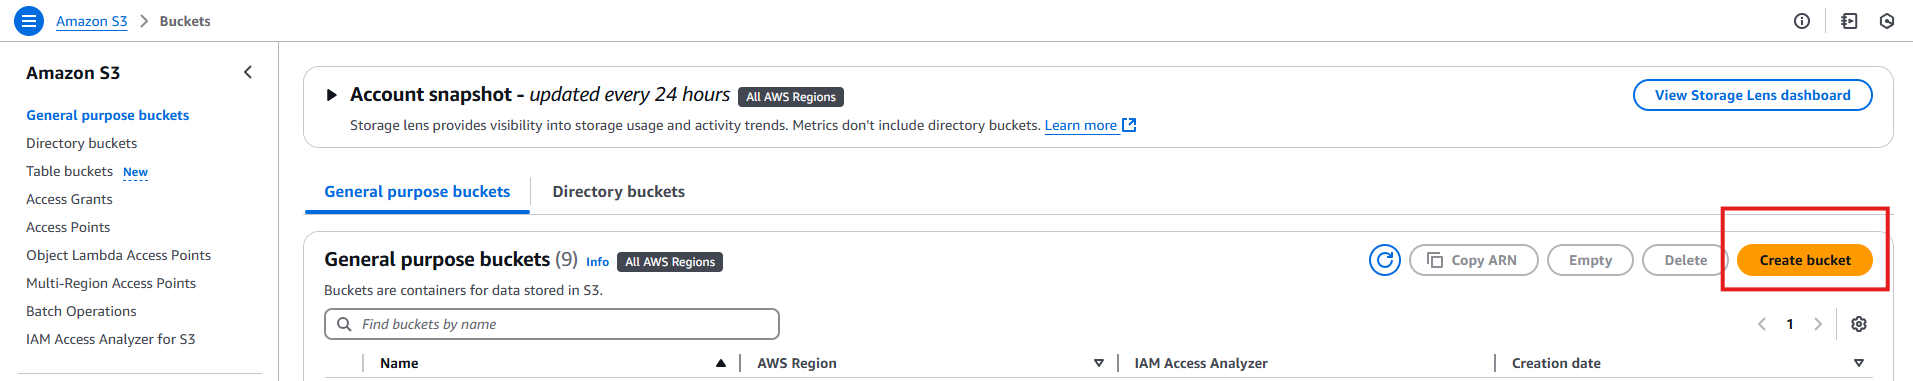 Amazon S3 > Buckets
Amazon S3
General purpose buckets
Directory buckets
Table buckets New
Access Grants
Access Points
Object Lambda Access Points
Multi-Region Access Points
Batch Operations
IAM Access Analyzer for S3
Account snapshot - updated every 24 hours All AWS Regions
View Storage Lens dashboard
Storage lens provides visibility into storage usage and activity trends. Metrics don't include directory buckets. Learn more
General purpose buckets Directory buckets
General purpose buckets (9) Info All AWS Regions
Copy ARN Empty Delete Create bucket
Buckets are containers for data stored in S3.
Find buckets by name
1
Name AWS Region IAM Access Analyzer Creation date